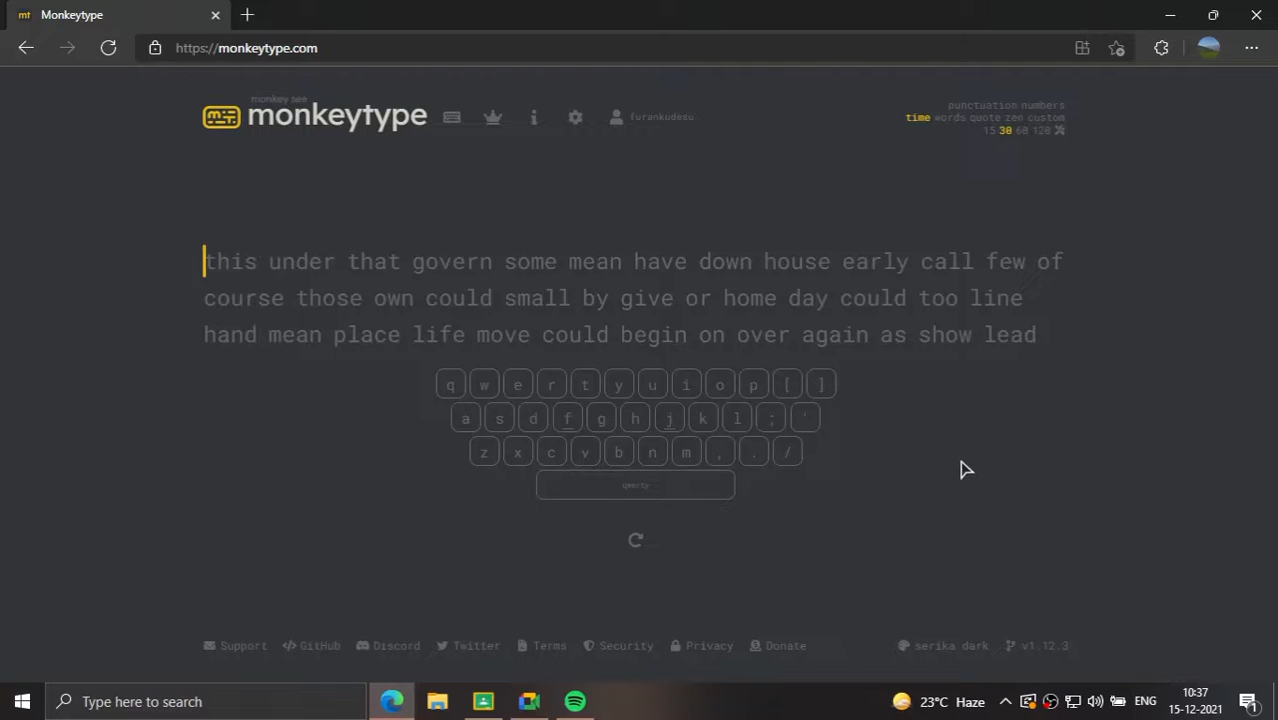 Monkeytype
https://monkeytype.com
monkey see
monkeytype
furankudesu
punctuation numbers
time words quote zen custom
15 30 60 120
this under that govern some mean have down house early call few of
course those own could small by give or home day could too line
hand mean place life move could begin on over again as show lead
q w e r t y u i o p [ ]
a s d f g h j k l ; '
z x c v b n m , . /
qwerty
Support GitHub Discord Twitter Terms Security Privacy Donate serika dark v1.12.3
Type here to search
23°C Haze
ENG
10:37
15-12-2021
1